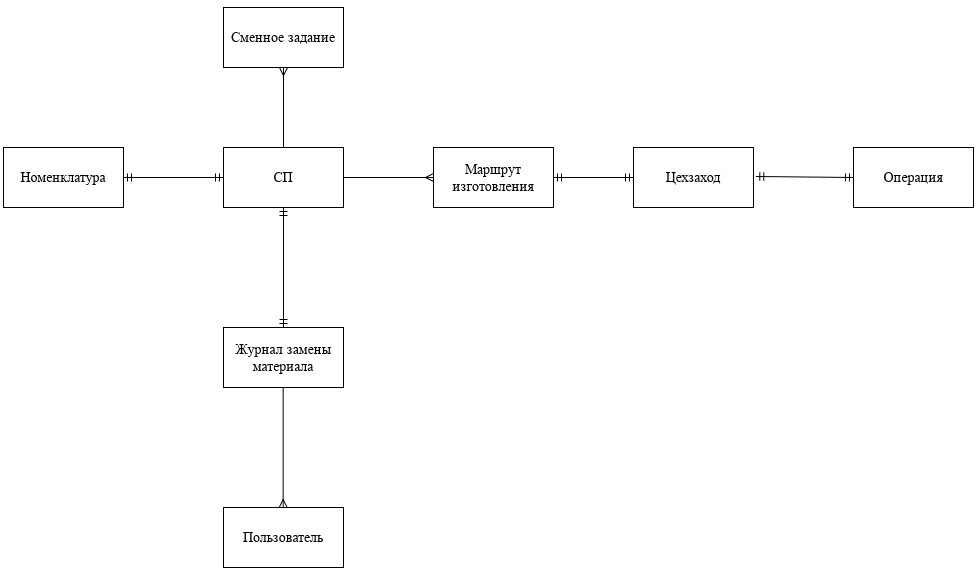 Сменное задание
Номенклатура
СП
Маршрут
изготовления
Цехзаход
Операция
Журнал замены
материала
Пользователь